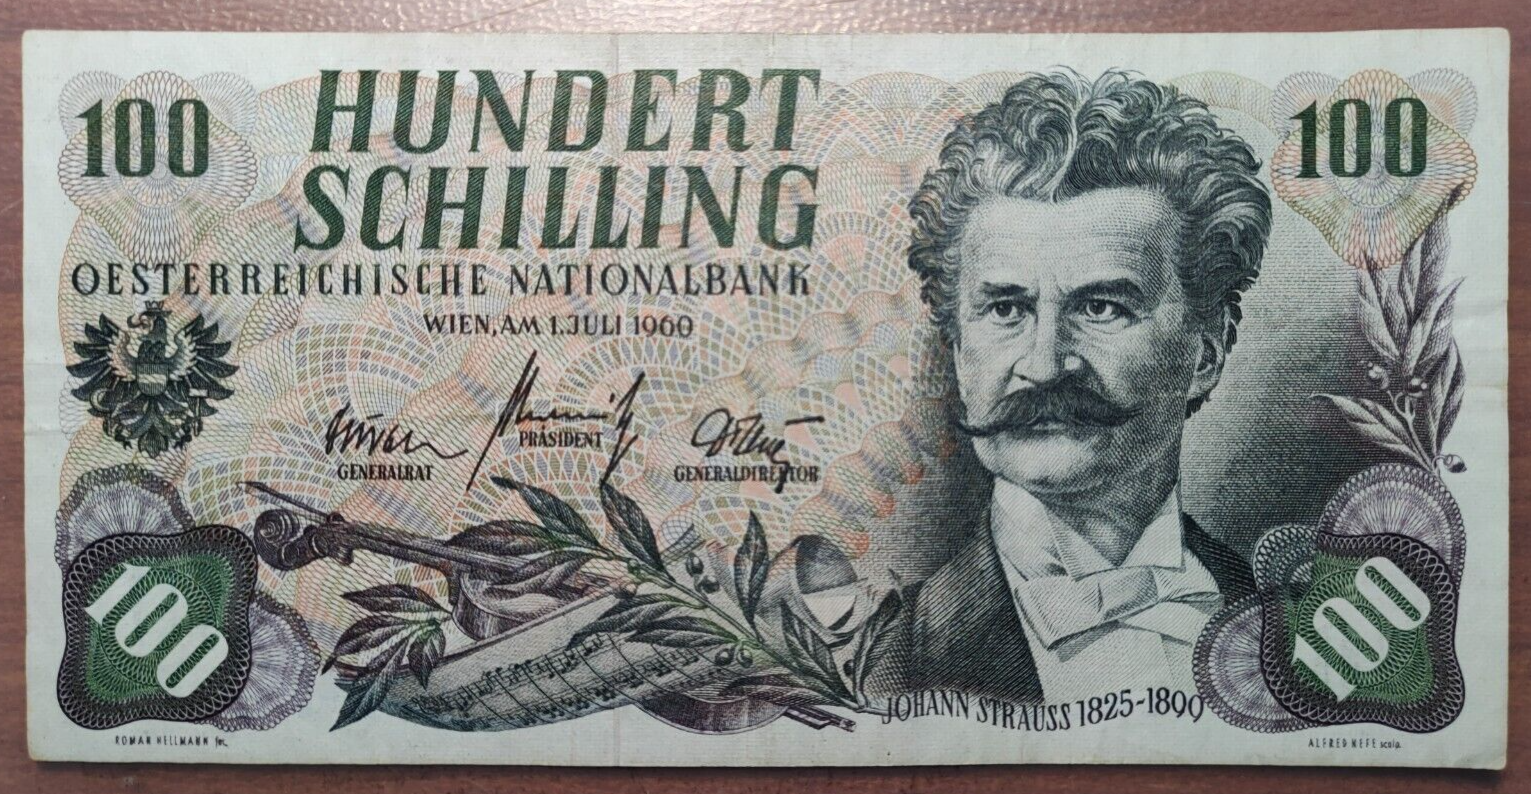 100
HUNDERT
SCHILLING
100
OESTERREICHISCHE NATIONALBANK
WIEN, AM 1. JULI 1960
GENERALRAT
PRÄSIDENT
GENERALDIREKTOR
100
100
JOHANN STRAUSS 1825-1899
ROMAN HELLMANN fec.
ALFRED NEFE sculp.